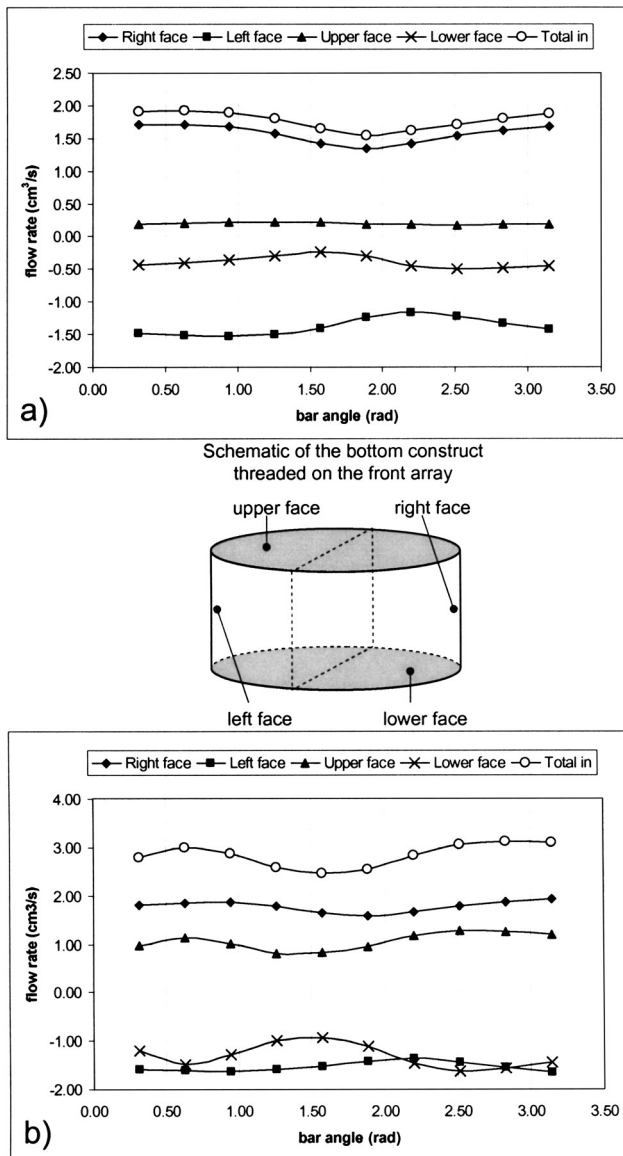 Right face Left face Upper face Lower face Total in
2.50
2.00
1.50
1.00
0.50
0.00
-0.50
-1.00
-1.50
-2.00
flow rate (cm³/s)
0.00 0.50 1.00 1.50 2.00 2.50 3.00 3.50
bar angle (rad)
a)
Schematic of the bottom construct
threaded on the front array
upper face right face
left face lower face
Right face Left face Upper face Lower face Total in
4.00
3.00
2.00
1.00
0.00
-1.00
-2.00
flow rate (cm3/s)
0.00 0.50 1.00 1.50 2.00 2.50 3.00 3.50
bar angle (rad)
b)